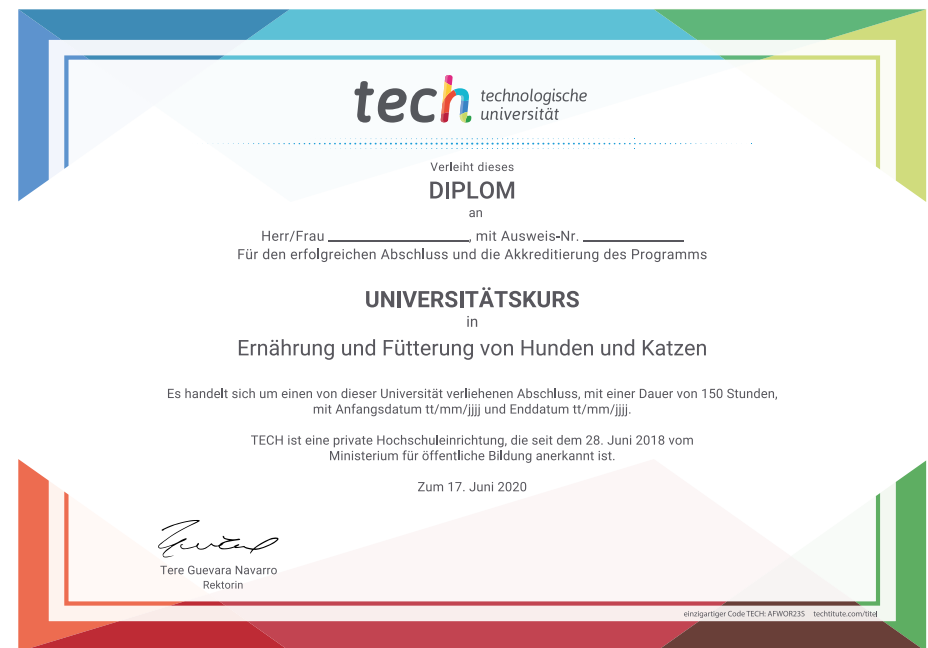 tech technologische
universität
Verleiht dieses
DIPLOM
an
Herr/Frau ____________________, mit Ausweis-Nr. ______________
Für den erfolgreichen Abschluss und die Akkreditierung des Programms
UNIVERSITÄTSKURS
in
Ernährung und Fütterung von Hunden und Katzen
Es handelt sich um einen von dieser Universität verliehenen Abschluss, mit einer Dauer von 150 Stunden,
mit Anfangsdatum tt/mm/jjjj und Enddatum tt/mm/jjjj.
TECH ist eine private Hochschuleinrichtung, die seit dem 28. Juni 2018 vom
Ministerium für öffentliche Bildung anerkannt ist.
Zum 17. Juni 2020
Tere Guevara Navarro
Rektorin
einzigartiger Code TECH: AFWOR23S techtitute.com/titel